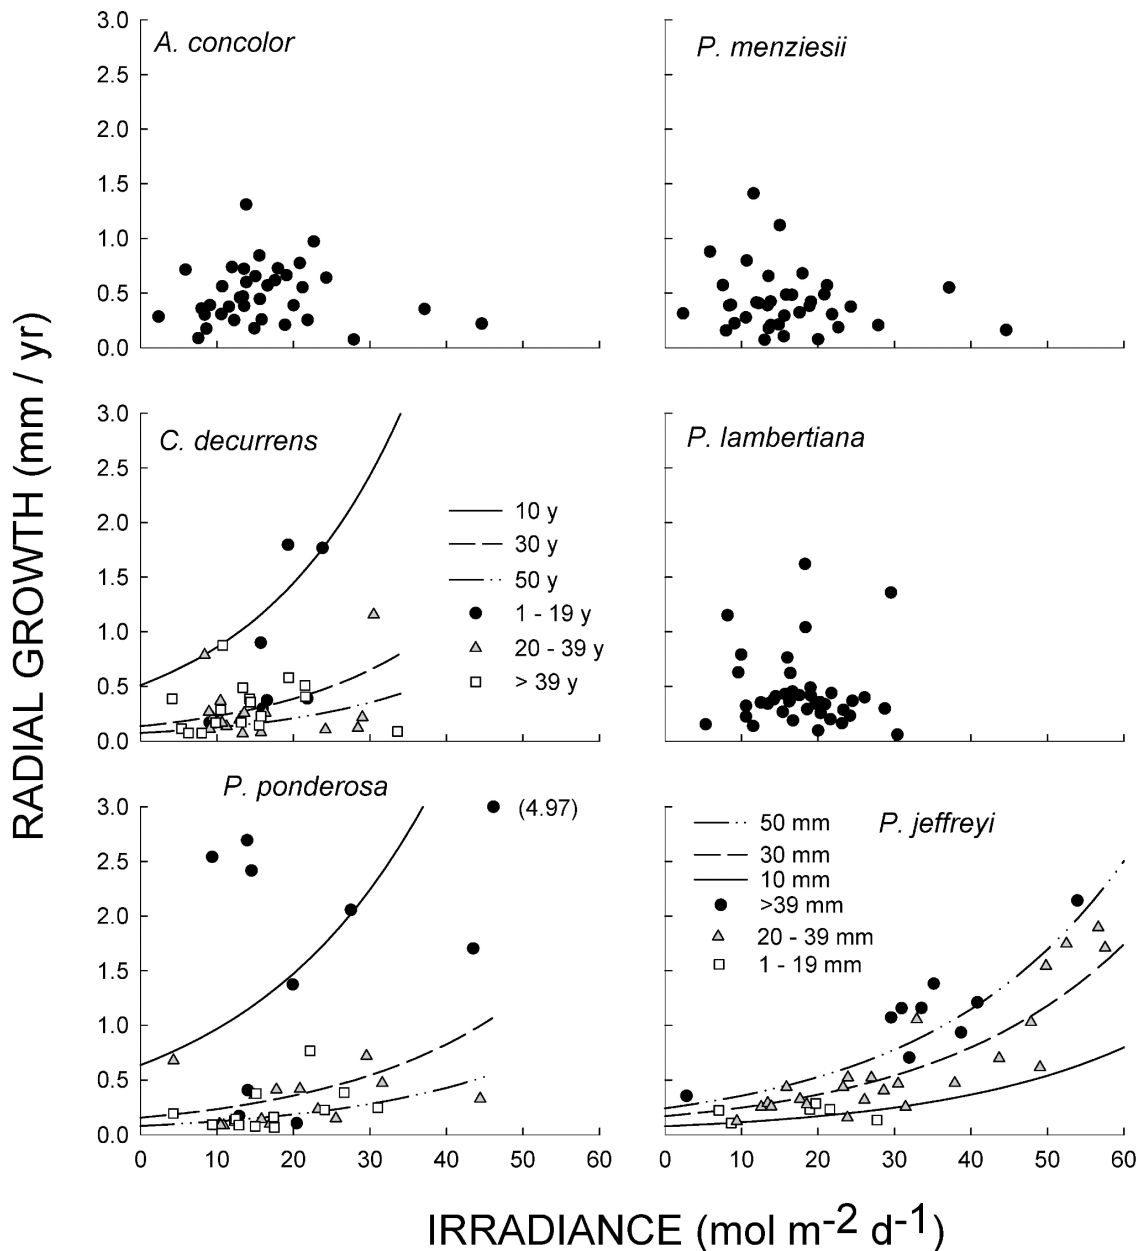 RADIAL GROWTH (mm / yr)
A. concolor
3.0
2.5
2.0
1.5
1.0
0.5
0.0
P. menziesii
C. decurrens
3.0
2.5
2.0
1.5
1.0
0.5
0.0
10 y
30 y
50 y
1 - 19 y
20 - 39 y
> 39 y
P. lambertiana
P. ponderosa
3.0
2.5
2.0
1.5
1.0
0.5
0.0
(4.97)
0 10 20 30 40 50 60
P. jeffreyi
50 mm
30 mm
10 mm
>39 mm
20 - 39 mm
1 - 19 mm
0 10 20 30 40 50 60
IRRADIANCE (mol m-2 d-1)